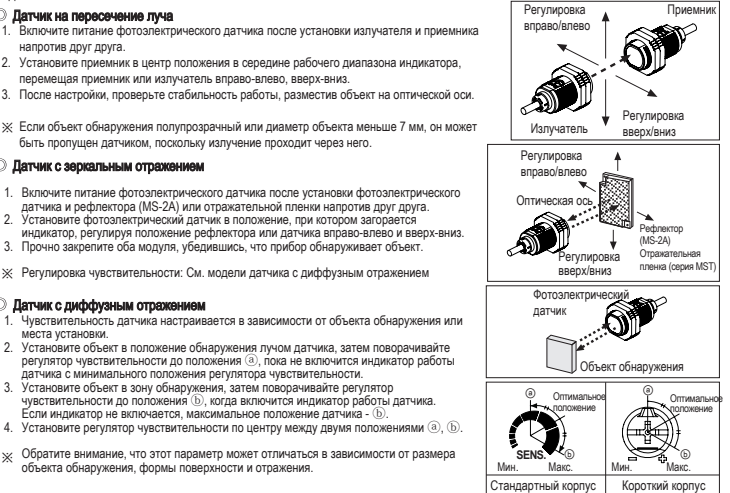 ◎ Датчик на пересечение луча
1. Включите питание фотоэлектрического датчика после установки излучателя и приемника
напротив друг друга.
2. Установите приемник в центр положения в середине рабочего диапазона индикатора,
перемещая приемник или излучатель вправо-влево, вверх-вниз.
3. После настройки, проверьте стабильность работы, разместив объект на оптической оси.
※ Если объект обнаружения полупрозрачный или диаметр объекта меньше 7 мм, он может
быть пропущен датчиком, поскольку излучение проходит через него.
Регулировка
вправо/влево
Приемник
Излучатель
Регулировка
вверх/вниз
◎ Датчик с зеркальным отражением
1. Включите питание фотоэлектрического датчика после установки фотоэлектрического
датчика и рефлектора (MS-2A) или отражательной пленки напротив друг друга.
2. Установите фотоэлектрический датчик в положение, при котором загорается
индикатор, регулируя положение рефлектора или датчика вправо-влево и вверх-вниз.
3. Прочно закрепите оба модуля, убедившись, что прибор обнаруживает объект.
※ Регулировка чувствительности: См. модели датчика с диффузным отражением
Регулировка
вправо/влево
Оптическая ось
Рефлектор
(MS-2A)
Отражательная
пленка (серия MST)
Регулировка
вверх/вниз
◎ Датчик с диффузным отражением
1. Чувствительность датчика настраивается в зависимости от объекта обнаружения или
места установки.
2. Установите объект в положение обнаружения лучом датчика, затем поворачивайте
регулятор чувствительности до положения ⓐ, пока не включится индикатор работы
датчика с минимального положения регулятора чувствительности.
3. Установите объект в зону обнаружения, затем поворачивайте регулятор
чувствительности до положения ⓑ, когда включится индикатор работы датчика.
Если индикатор не включается, максимальное положение датчика - ⓑ.
4. Установите регулятор чувствительности по центру между двумя положениями ⓐ, ⓑ.
※ Обратите внимание, что этот параметр может отличаться в зависимости от размера
объекта обнаружения, формы поверхности и отражения.
Фотоэлектрический
датчик
Объект обнаружения
ⓐ
Оптимальное
положение
ⓑ
SENS.
Мин. Макс.
Стандартный корпус
ⓐ
Оптимальное
положение
ⓑ
Мин. Макс.
Короткий корпус